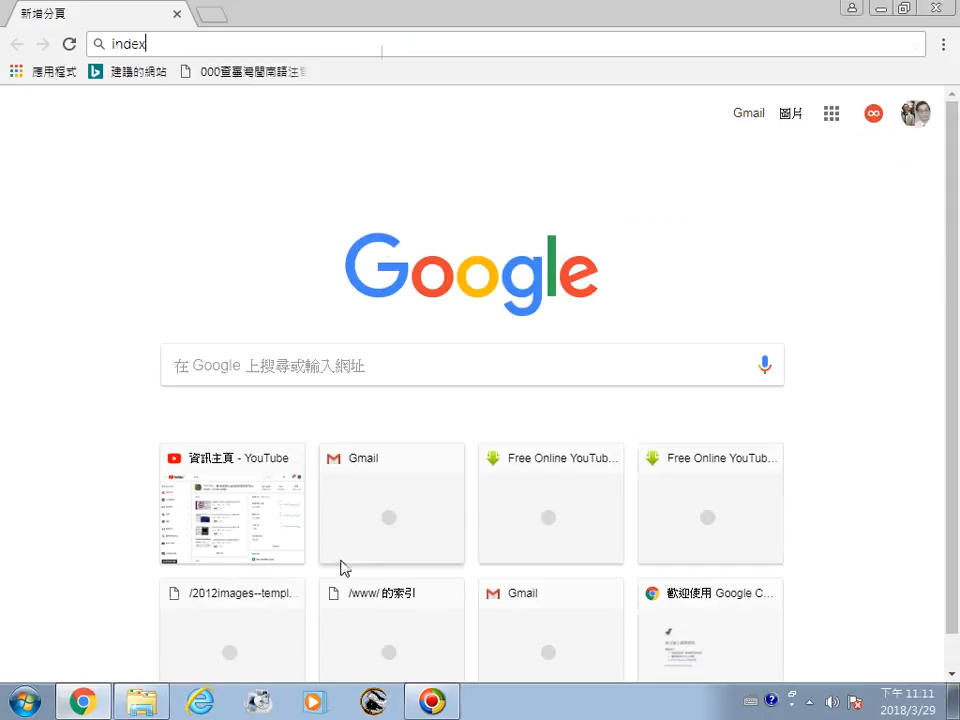 新增分頁
index
應用程式
建議的網站
000查臺灣閩南語注音
Gmail
圖片
Google
在 Google 上搜尋或輸入網址
資訊主頁 - YouTube
Gmail
Free Online YouTub...
Free Online YouTub...
/2012images--templ...
/www/ 的索引
Gmail
歡迎使用 Google C...
下午 11:11
2018/3/29